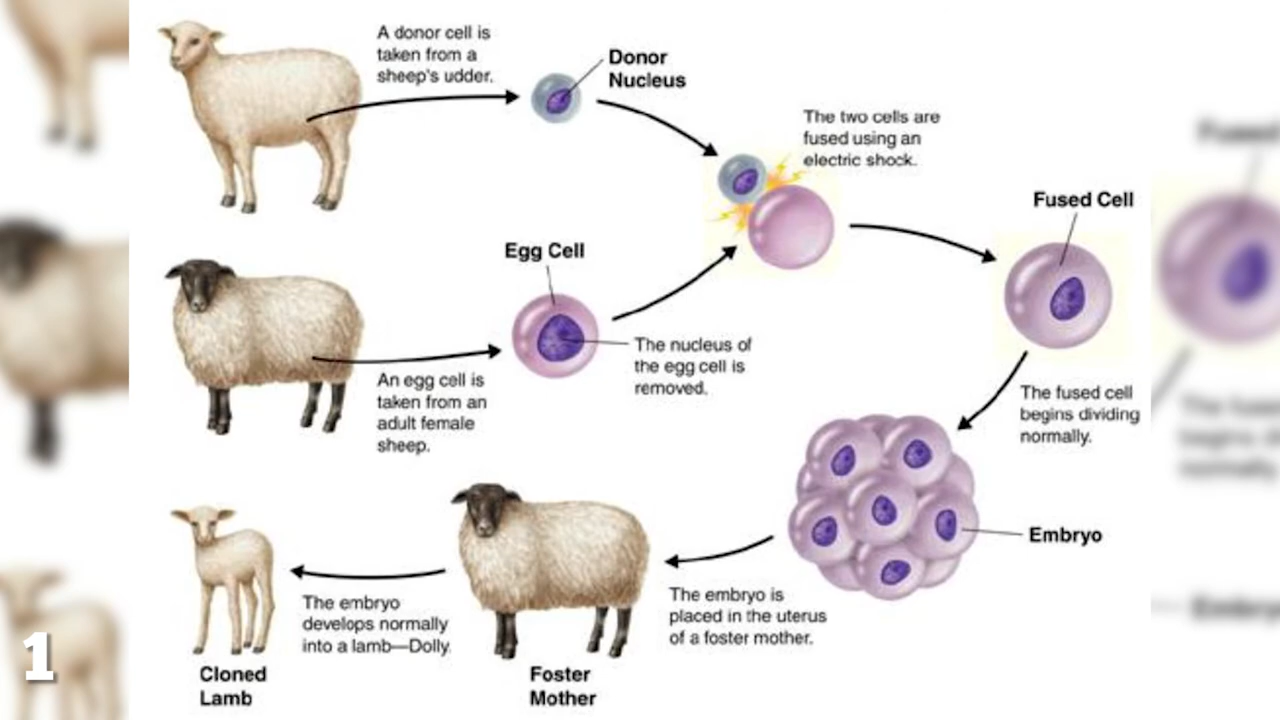 A donor cell is
taken from a
sheep's udder.
Donor
Nucleus
The two cells are
fused using an
electric shock.
Fused Cell
Egg Cell
The nucleus of
the egg cell is
removed.
An egg cell is
taken from an
adult female
sheep.
The fused cell
begins dividing
normally.
Embryo
The embryo is
placed in the uterus
of a foster mother.
The embryo
develops normally
into a lamb—Dolly.
Foster
Mother
Cloned
Lamb
1